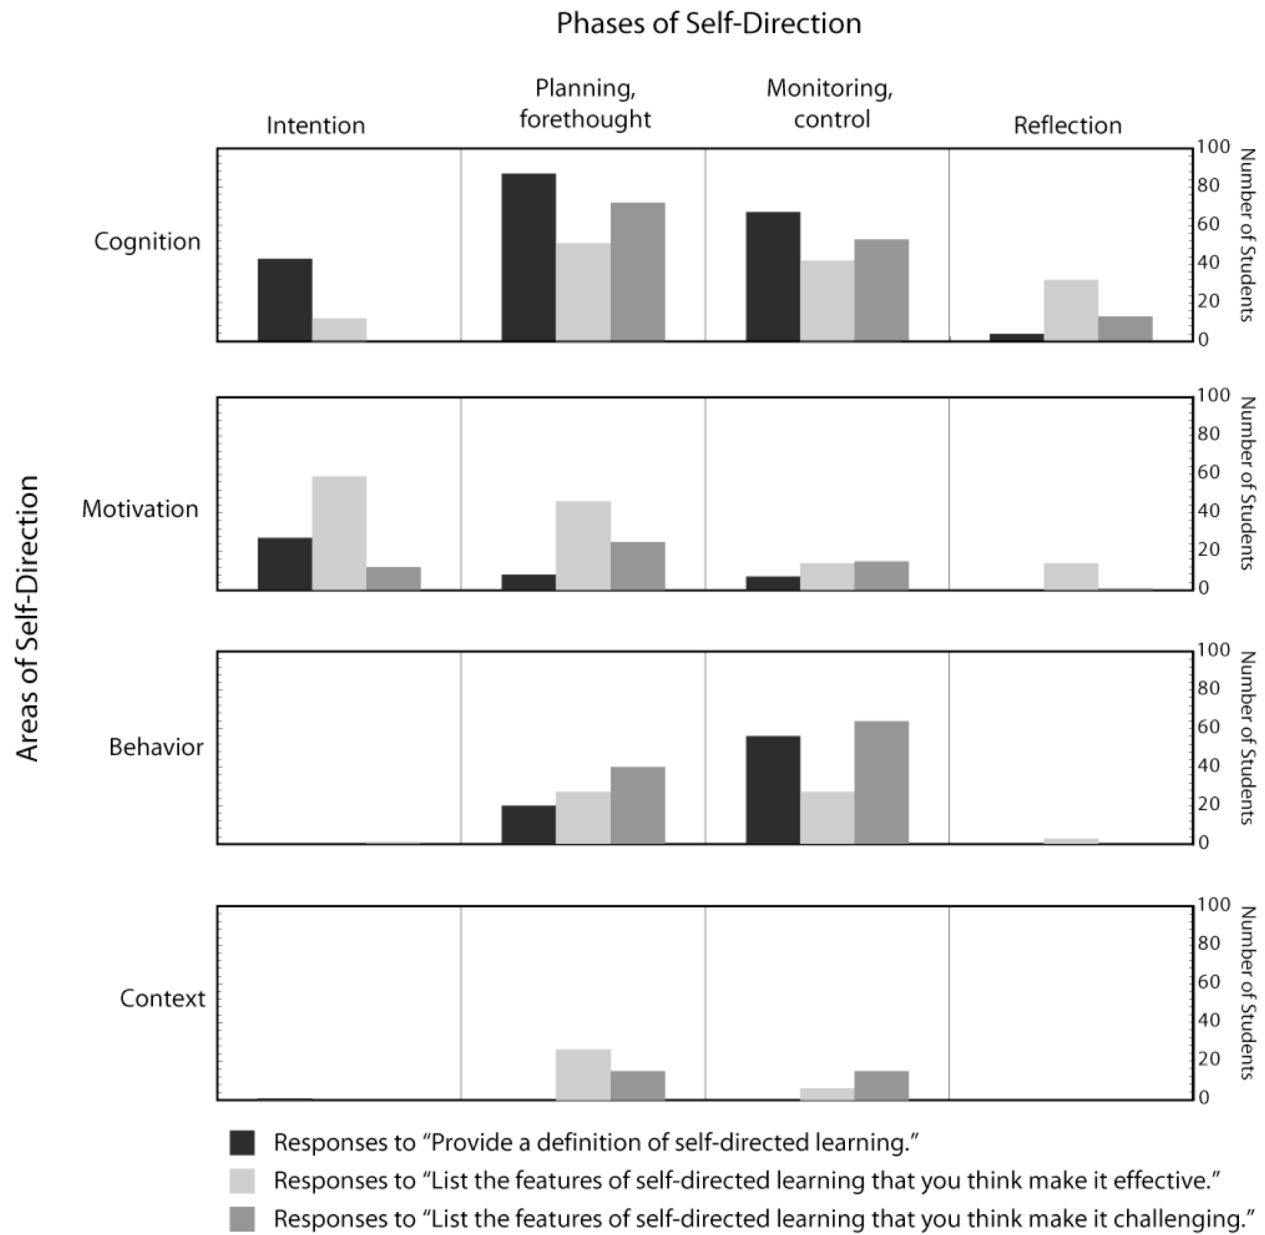 Phases of Self-Direction
Intention
Planning,
forethought
Monitoring,
control
Reflection
Areas of Self-Direction
Cognition
100
80
60
40
20
0
Number of Students
Motivation
100
80
60
40
20
0
Number of Students
Behavior
100
80
60
40
20
0
Number of Students
Context
100
80
60
40
20
0
Number of Students
Responses to “Provide a definition of self-directed learning.”
Responses to “List the features of self-directed learning that you think make it effective.”
Responses to “List the features of self-directed learning that you think make it challenging.”